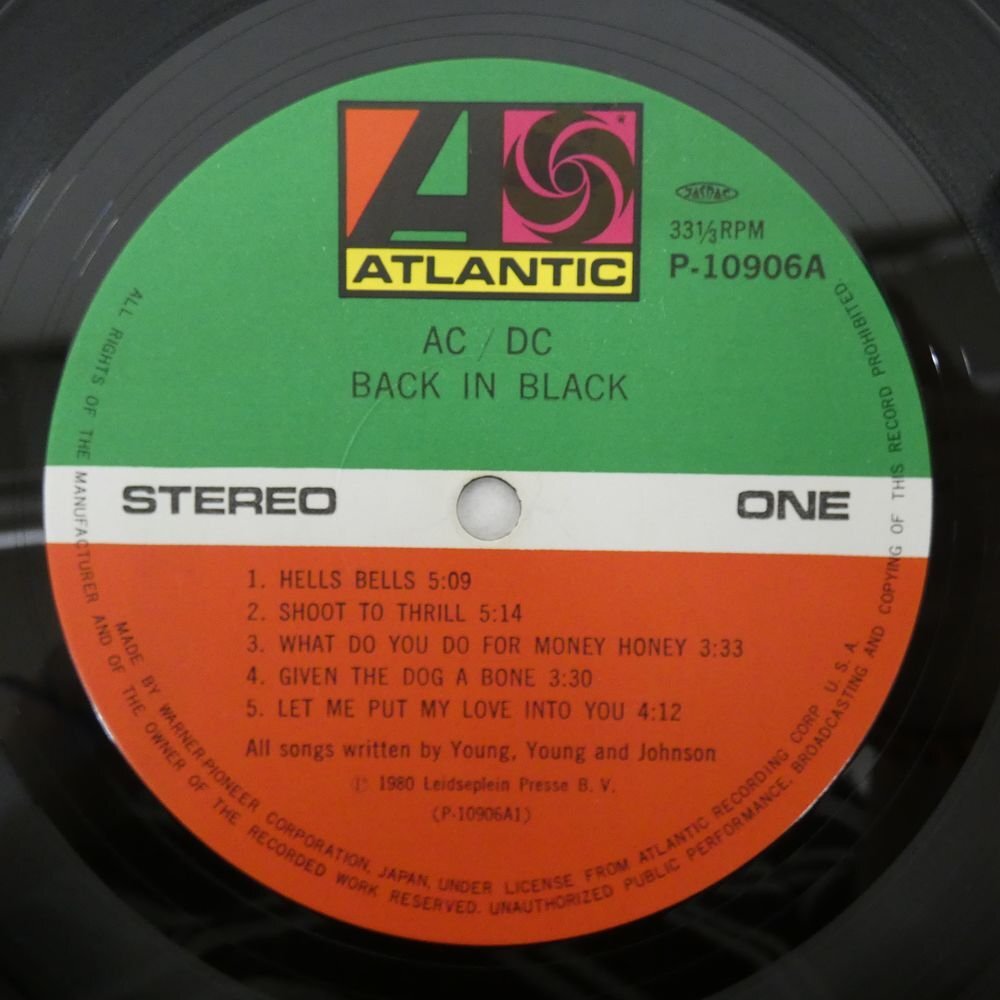 JASRAC
33⅓RPM
P-10906A
A
ATLANTIC
AC / DC
BACK IN BLACK
STEREO
ONE
1. HELLS BELLS 5:09
2. SHOOT TO THRILL 5:14
3. WHAT DO YOU DO FOR MONEY HONEY 3:33
4. GIVEN THE DOG A BONE 3:30
5. LET ME PUT MY LOVE INTO YOU 4:12
All songs written by Young, Young and Johnson
Ⓟ 1980 Leidseplein Presse B. V.
(P-10906A1)
MADE BY WARNER-PIONEER CORPORATION, JAPAN, UNDER LICENSE FROM ATLANTIC RECORDING CORP. U. S. A.
ALL RIGHTS OF THE MANUFACTURER AND OF THE OWNER OF THE RECORDED WORK RESERVED. UNAUTHORIZED PUBLIC PERFORMANCE, BROADCASTING AND COPYING OF THIS RECORD PROHIBITED.